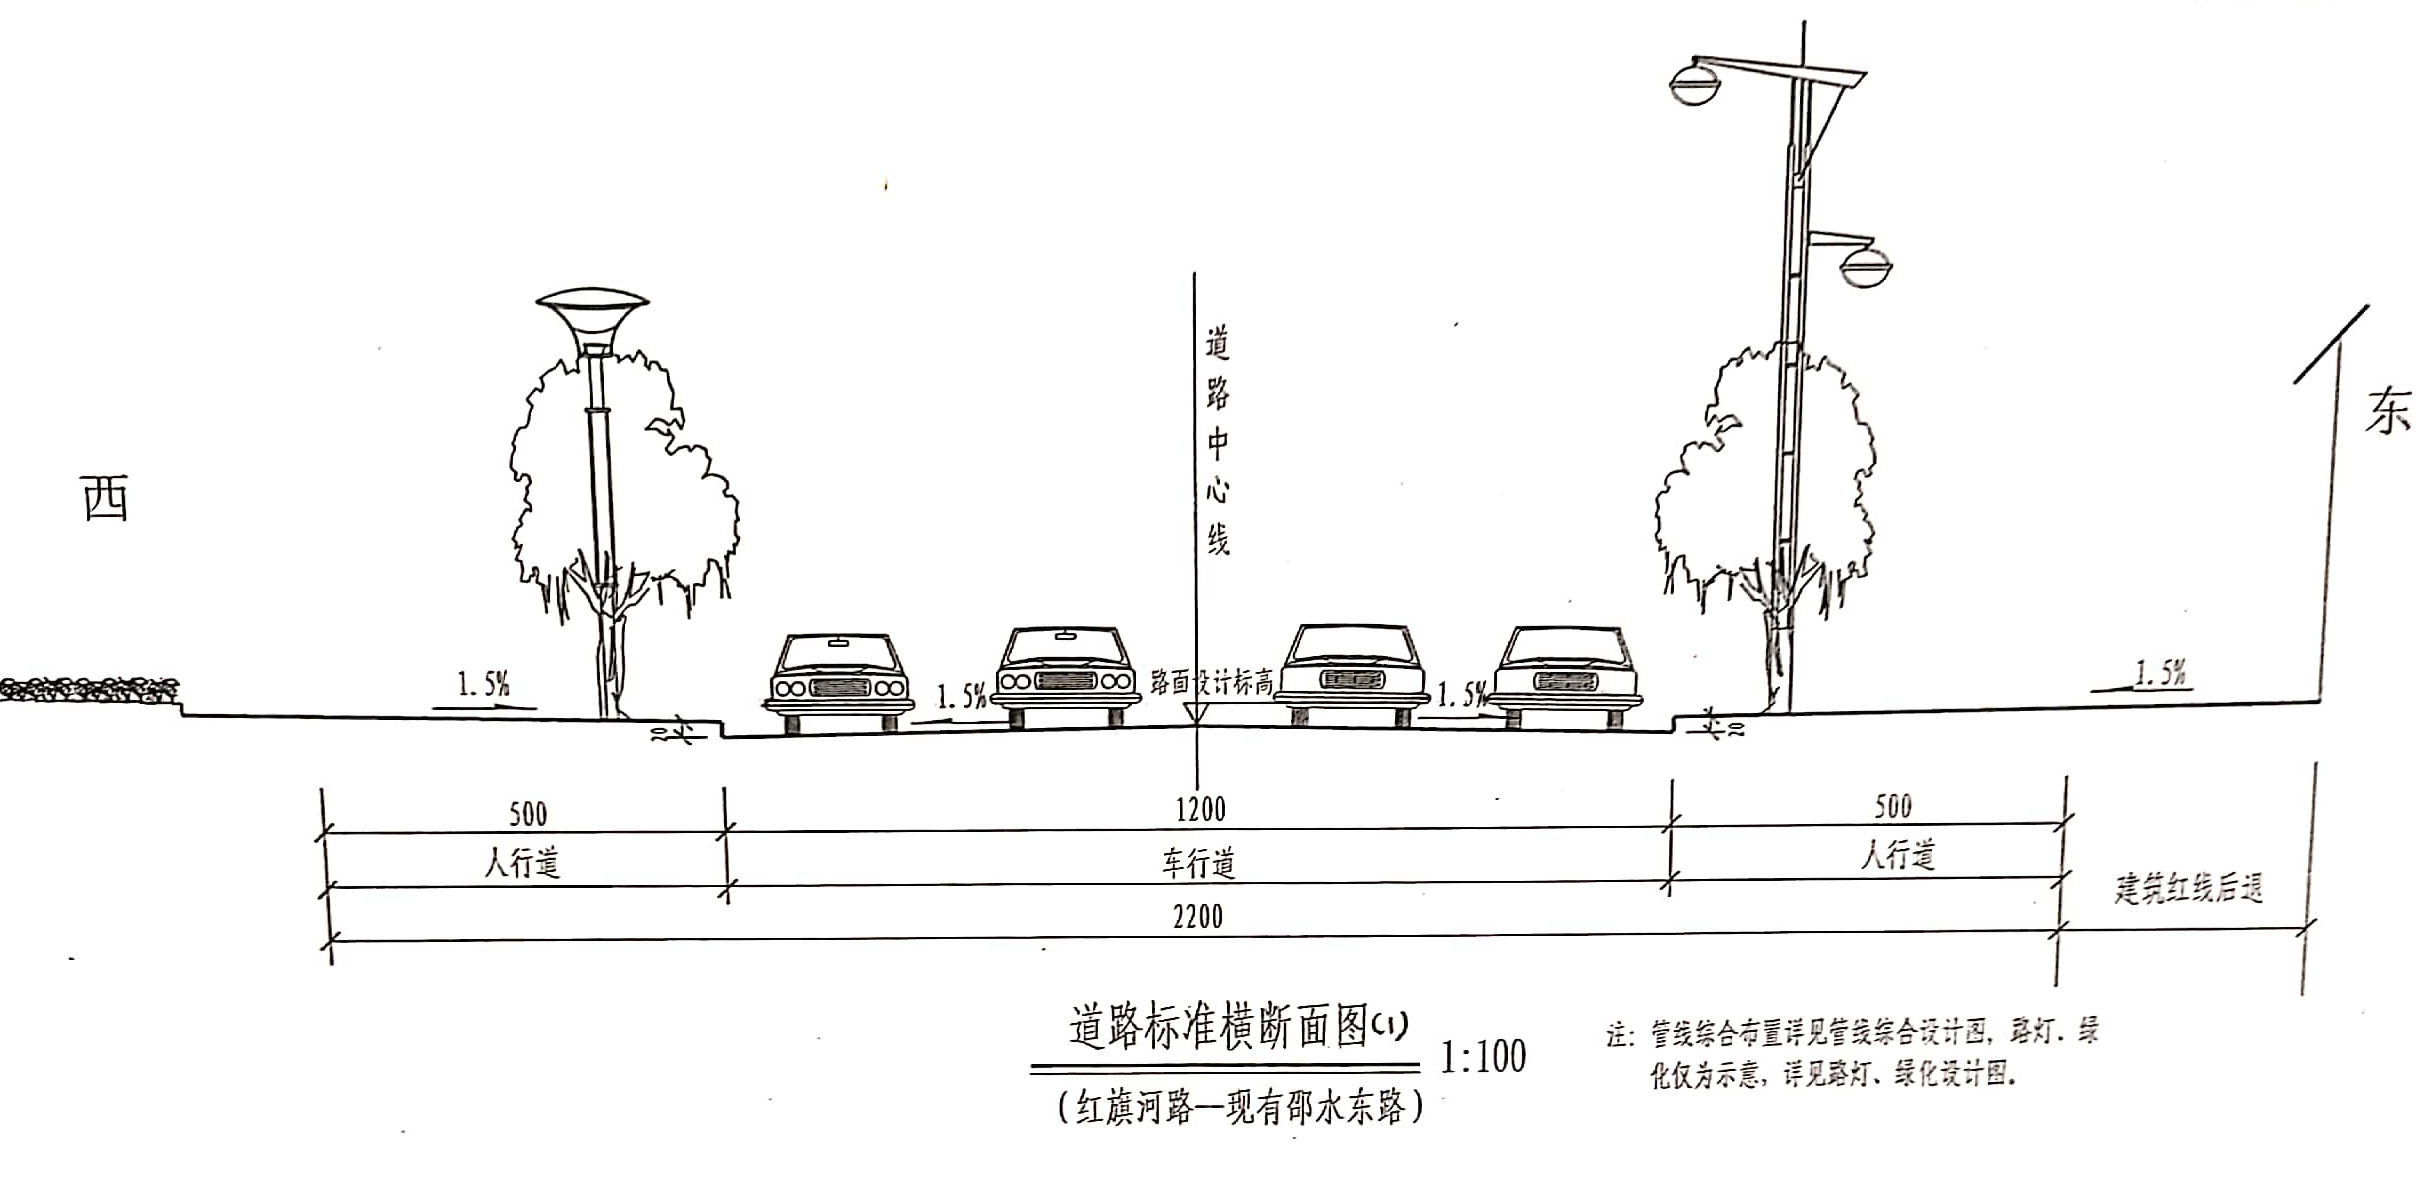 西
东
道路中心线
1.5%
1.5%
路面设计标高
1.5%
1.5%
20
20
500
1200
500
人行道
车行道
人行道
建筑红线后退
2200
道路标准横断面图(1)
1:100
(红旗河路—现有邵水东路)
注: 管线综合布置详见管线综合设计图, 路灯、绿
化仅为示意, 详见路灯、绿化设计图。